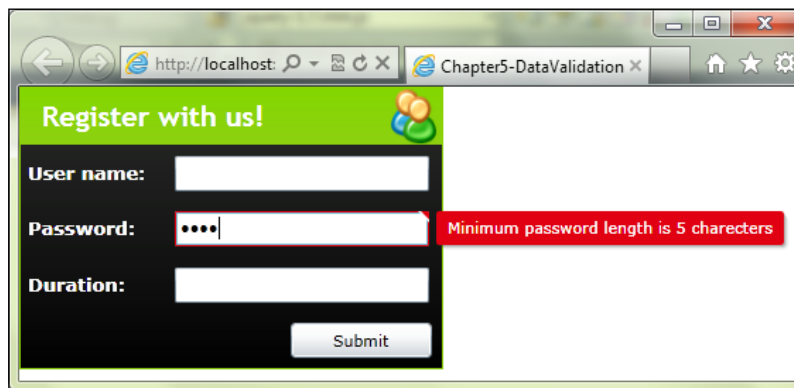 http://localhost:
Chapter5-DataValidation
Register with us!
User name:
Password:
Minimum password length is 5 charecters
Duration:
Submit